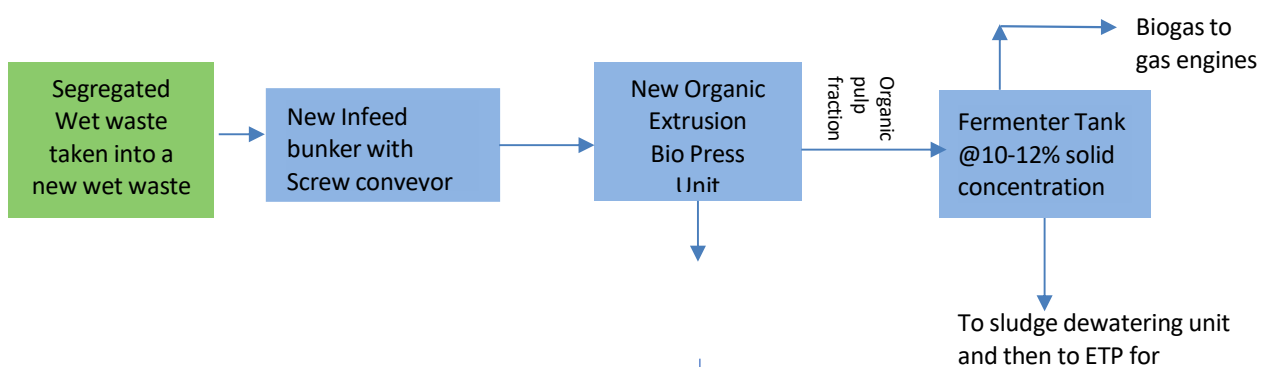 Biogas to
gas engines
Segregated
Wet waste
taken into a
new wet waste
New Infeed
bunker with
Screw conveyor
New Organic
Extrusion
Bio Press
Unit
Organic
pulp
fraction
Fermenter Tank
@10-12% solid
concentration
To sludge dewatering unit
and then to ETP for